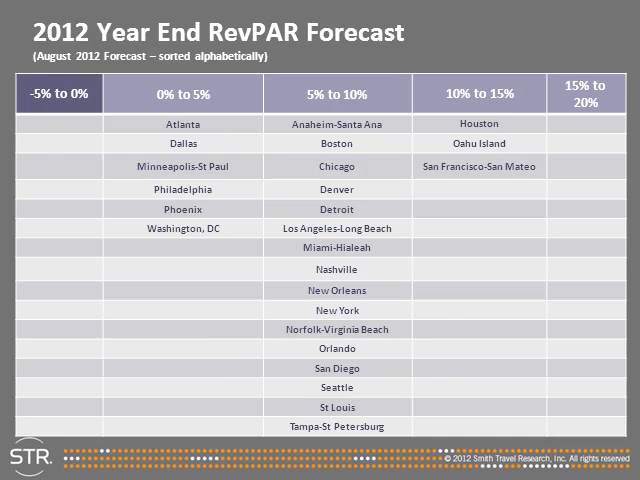 2012 Year End RevPAR Forecast
(August 2012 Forecast – sorted alphabetically)
-5% to 0% 0% to 5% 5% to 10% 10% to 15% 15% to
20%
Atlanta Anaheim-Santa Ana Houston
Dallas Boston Oahu Island
Minneapolis-St Paul Chicago San Francisco-San Mateo
Philadelphia Denver
Phoenix Detroit
Washington, DC Los Angeles-Long Beach
Miami-Hialeah
Nashville
New Orleans
New York
Norfolk-Virginia Beach
Orlando
San Diego
Seattle
St Louis
Tampa-St Petersburg
STR.
© 2012 Smith Travel Research, Inc. All rights reserved